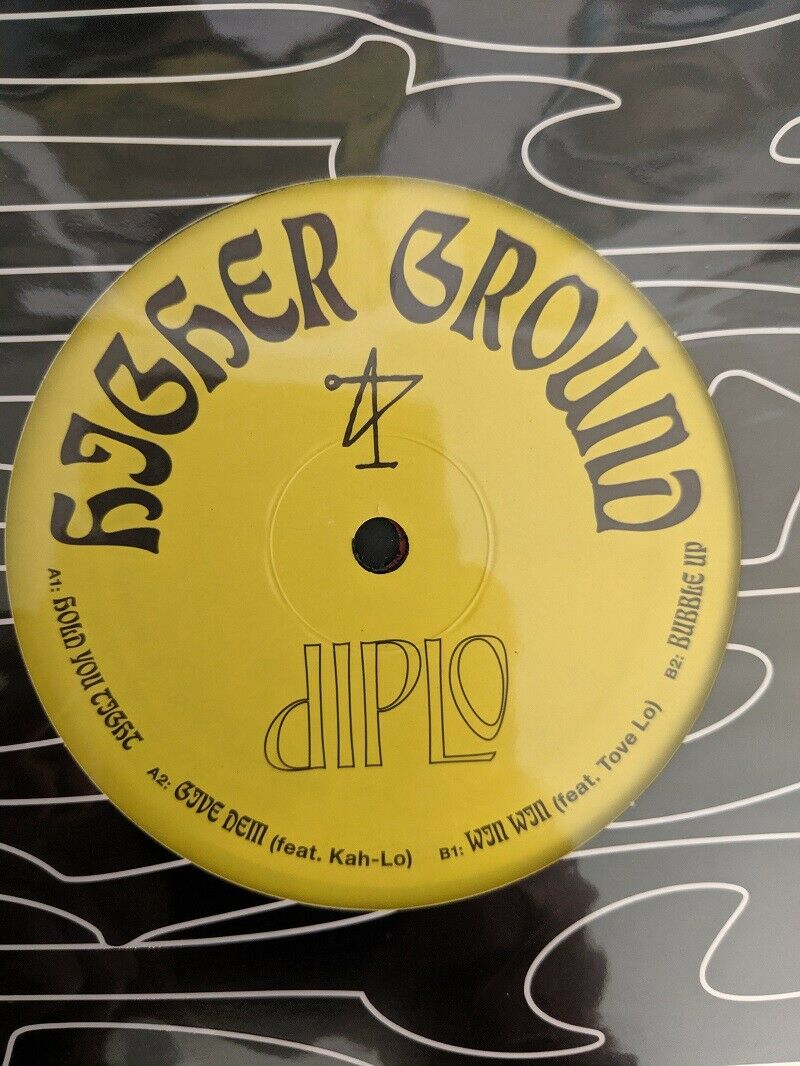 HIGHER GROUND
DIPLO
A1: HOLD YOU TIGHT
A2: GIVE DEM (feat. Kah-Lo)
B1: WIN WIN (feat. Tove Lo)
B2: BUBBLE UP